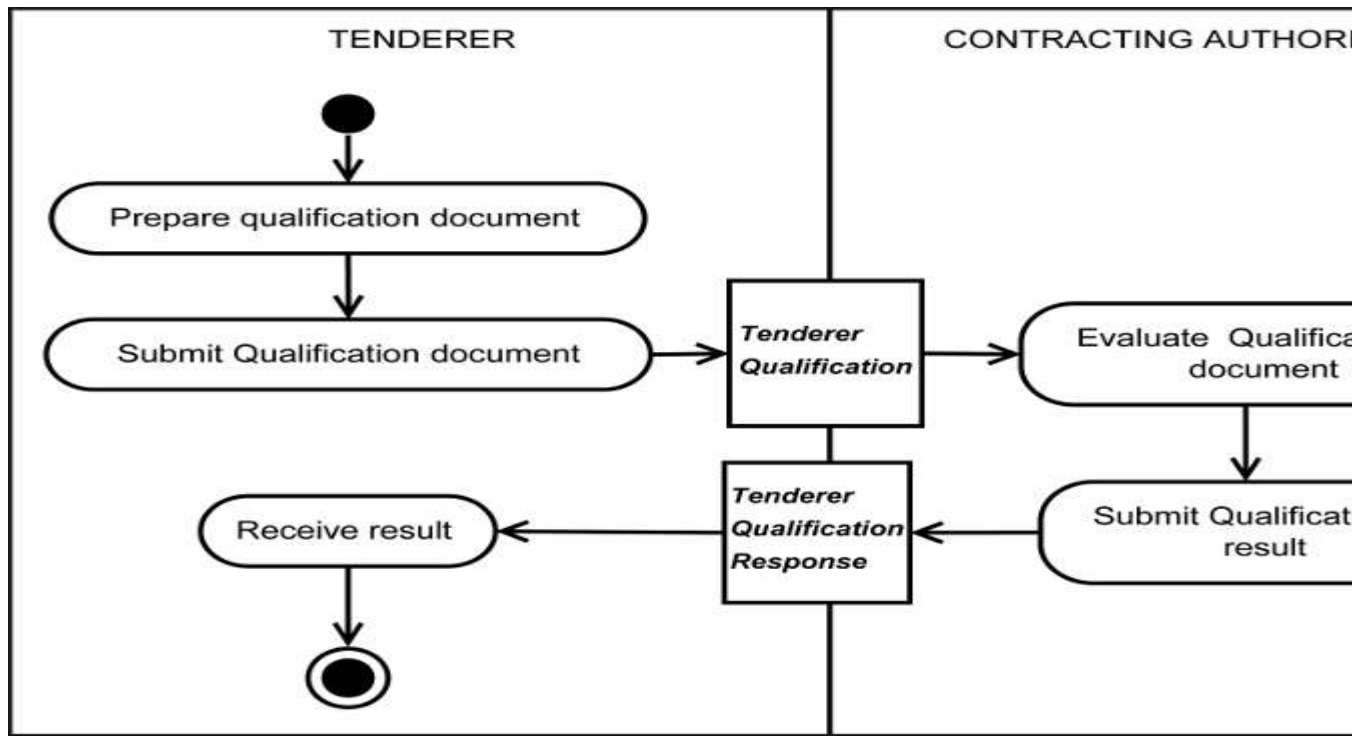 TENDERER
CONTRACTING AUTHORI
Prepare qualification document
Submit Qualification document
Tenderer
Qualification
Evaluate Qualifica
document
Receive result
Tenderer
Qualification
Response
Submit Qualificat
result